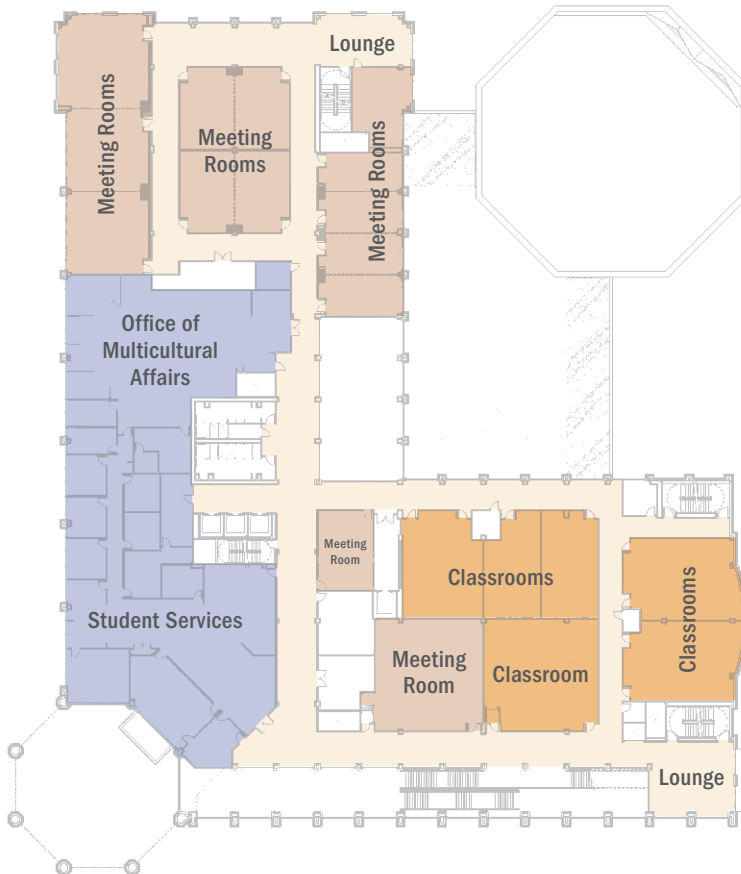 Lounge
Meeting Rooms
Meeting
Rooms
Meeting Rooms
Office of
Multicultural
Affairs
Meeting
Room
Classrooms
Classrooms
Student Services
Meeting
Room
Classroom
Lounge